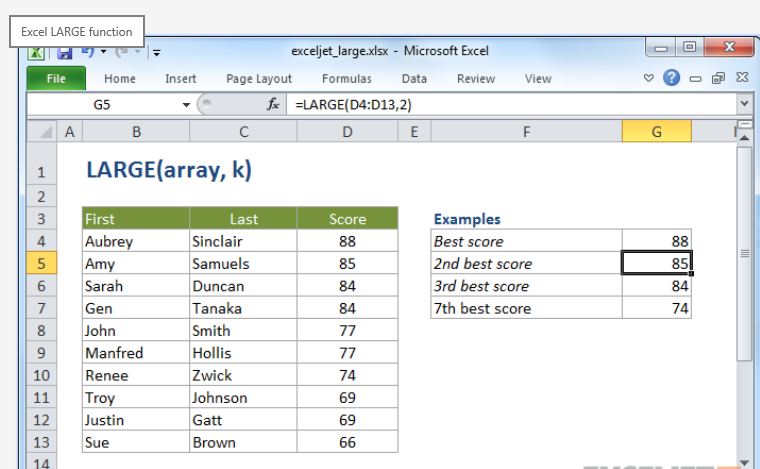 Excel LARGE function
exceljet_large.xlsx - Microsoft Excel
File Home Insert Page Layout Formulas Data Review View
G5 fx =LARGE(D4:D13,2)
A B C D E F G
1 LARGE(array, k)
2
3 First Last Score Examples
4 Aubrey Sinclair 88 Best score 88
5 Amy Samuels 85 2nd best score 85
6 Sarah Duncan 84 3rd best score 84
7 Gen Tanaka 84 7th best score 74
8 John Smith 77
9 Manfred Hollis 77
10 Renee Zwick 74
11 Troy Johnson 69
12 Justin Gatt 69
13 Sue Brown 66
14